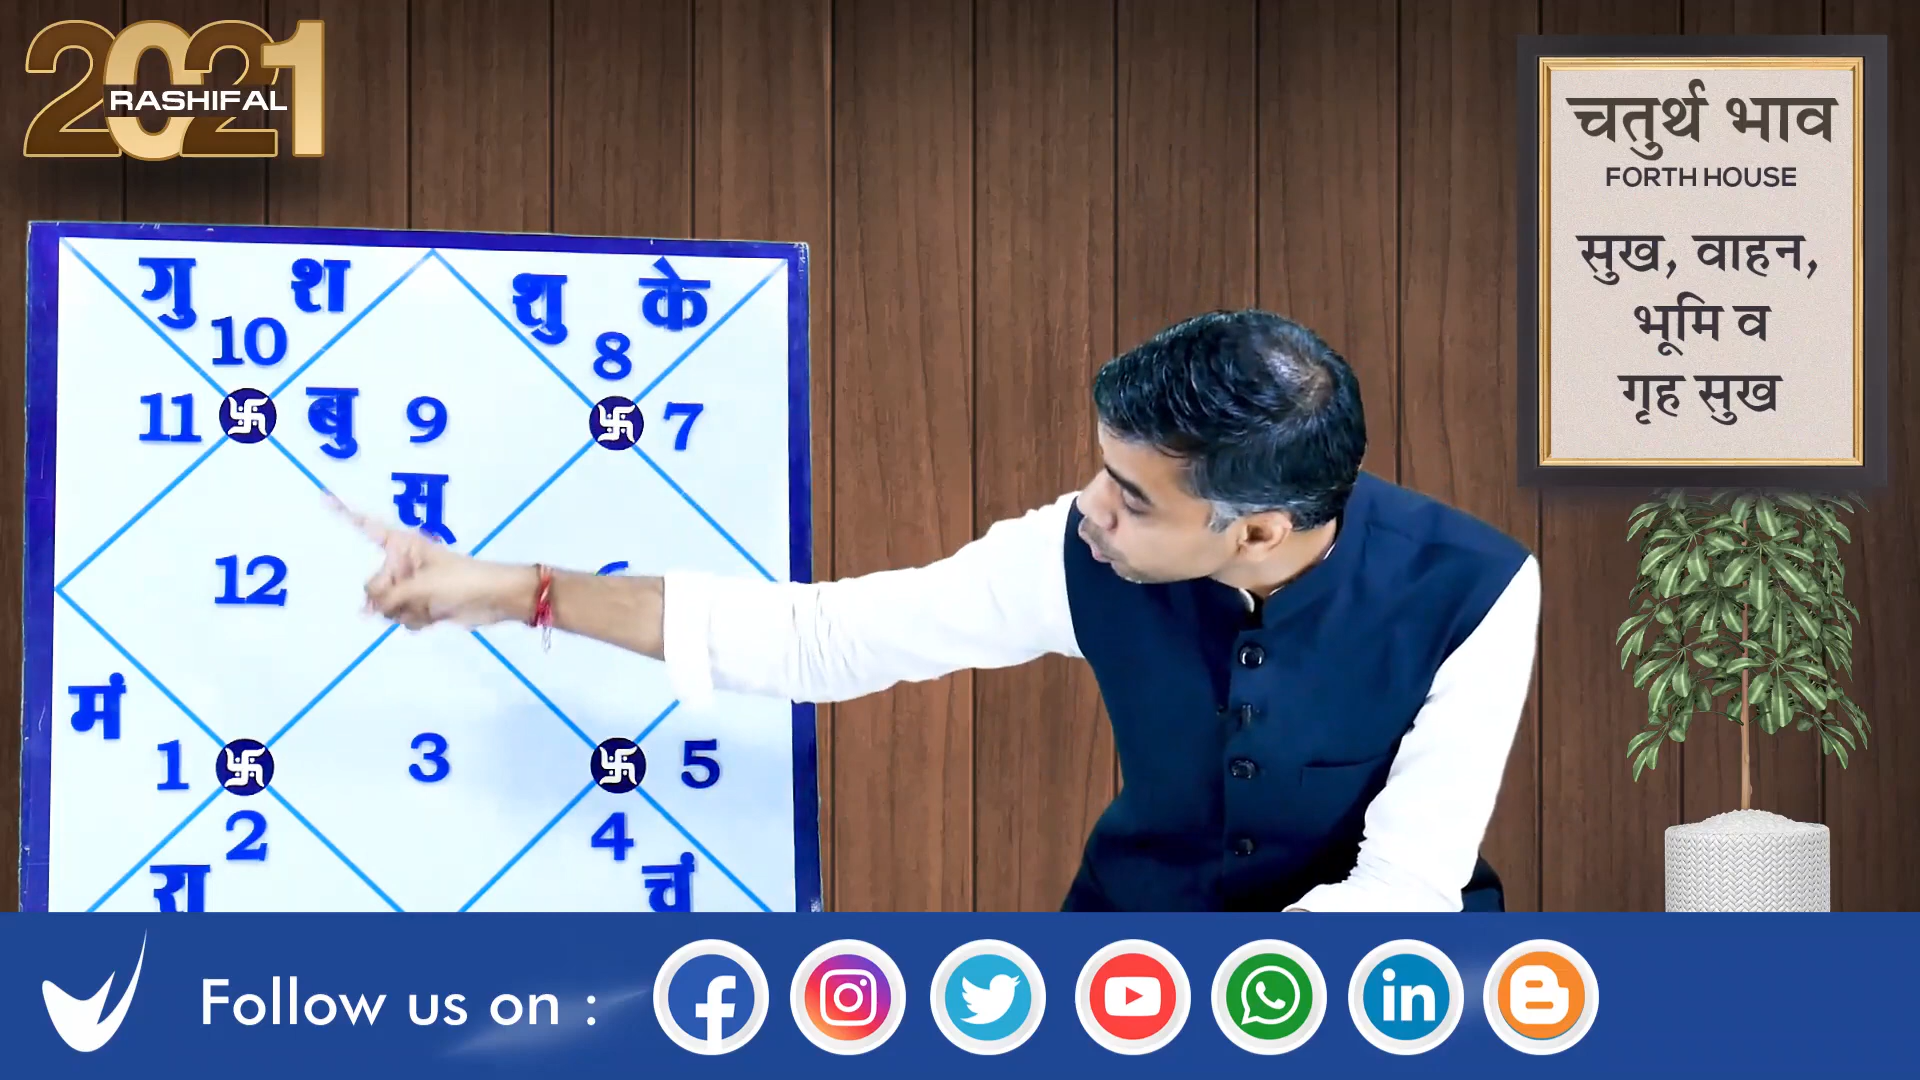 2021
RASHIFAL
चतुर्थ भाव
FORTH HOUSE
सुख, वाहन,
भूमि व
गृह सुख
गु श
10
शु के
8
11
बु 9
7
सू
12
मं
1
3
5
2
4
रा
चं
Follow us on :
in